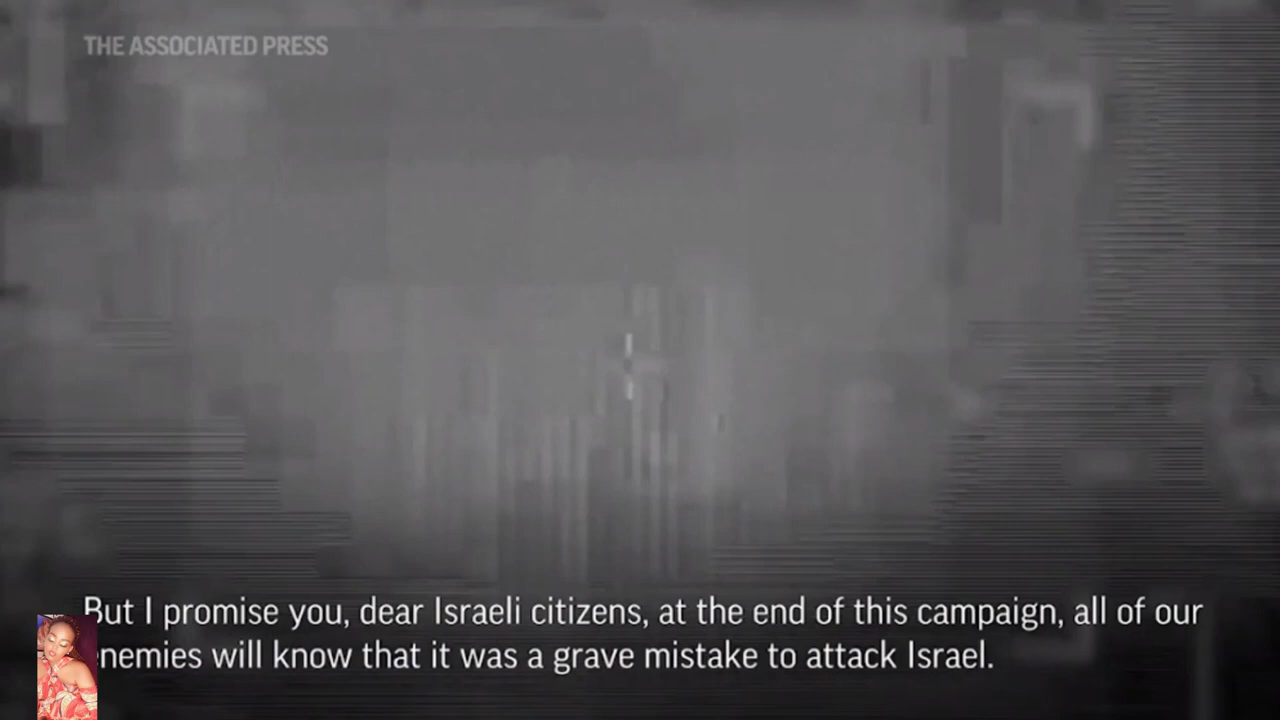 THE ASSOCIATED PRESS
But I promise you, dear Israeli citizens, at the end of this campaign, all of our
enemies will know that it was a grave mistake to attack Israel.